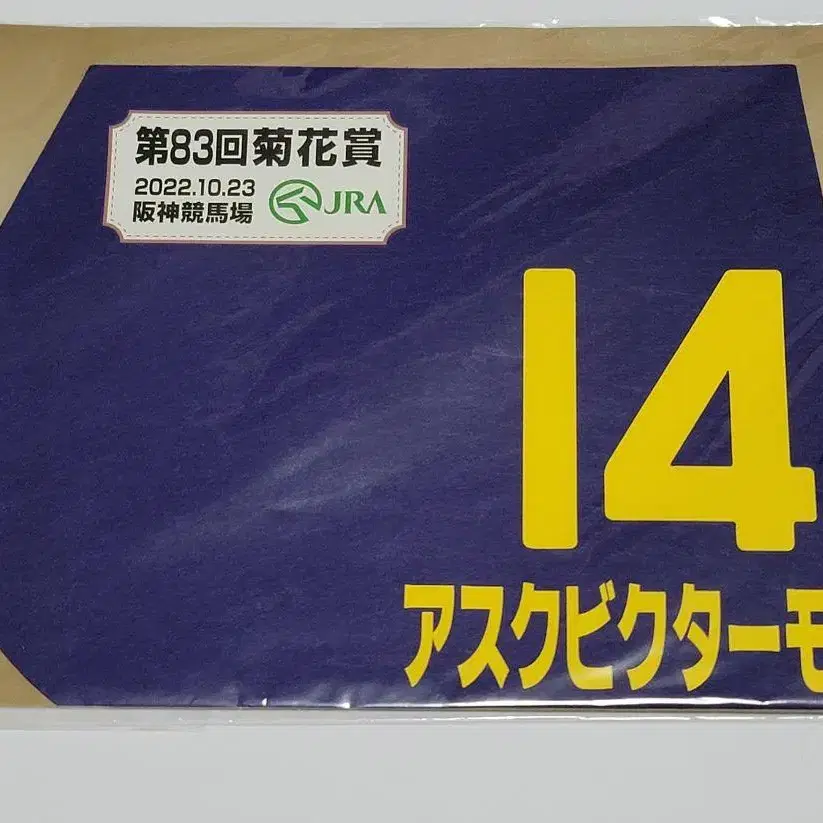 第83回菊花賞
2022.10.23
阪神競馬場
JRA
14
アスクビクターモ